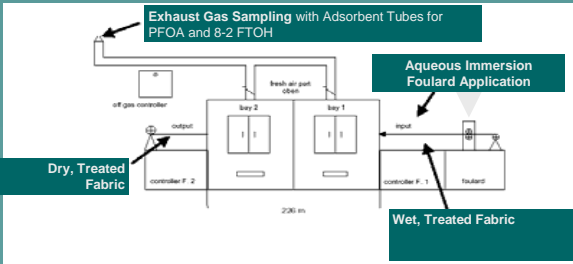 Exhaust Gas Sampling with Adsorbent Tubes for
PFOA and 8-2 FTOH
Aqueous Immersion
Foulard Application
fresh air part
oben
off gas controller
bay 2
bay 1
output
input
Dry, Treated
Fabric
controller F. 2
controller F. 1
foulard
226 m
Wet, Treated Fabric